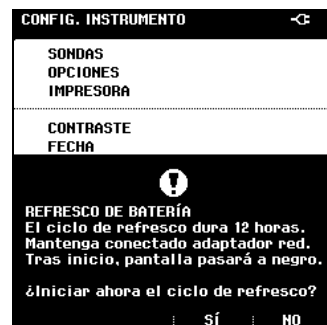 CONFIG. INSTRUMENTO
SONDAS
OPCIONES
IMPRESORA
CONTRASTE
FECHA
REFRESCO DE BATERÍA
El ciclo de refresco dura 12 horas.
Mantenga conectado adaptador red.
Tras inicio, pantalla pasará a negro.
¿Iniciar ahora el ciclo de refresco?
SÍ NO